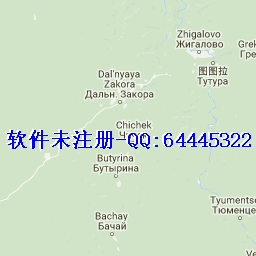 Zhigalovo
Жигалово
Grek
Гре
图图拉
Тутура
Dal'nyaya
Zakora
Дальн. Закора
Chichek
软件未注册-QQ:64445322
Butyrina
Бутырина
Tyumentse
Тюменце
Bachay
Бачай